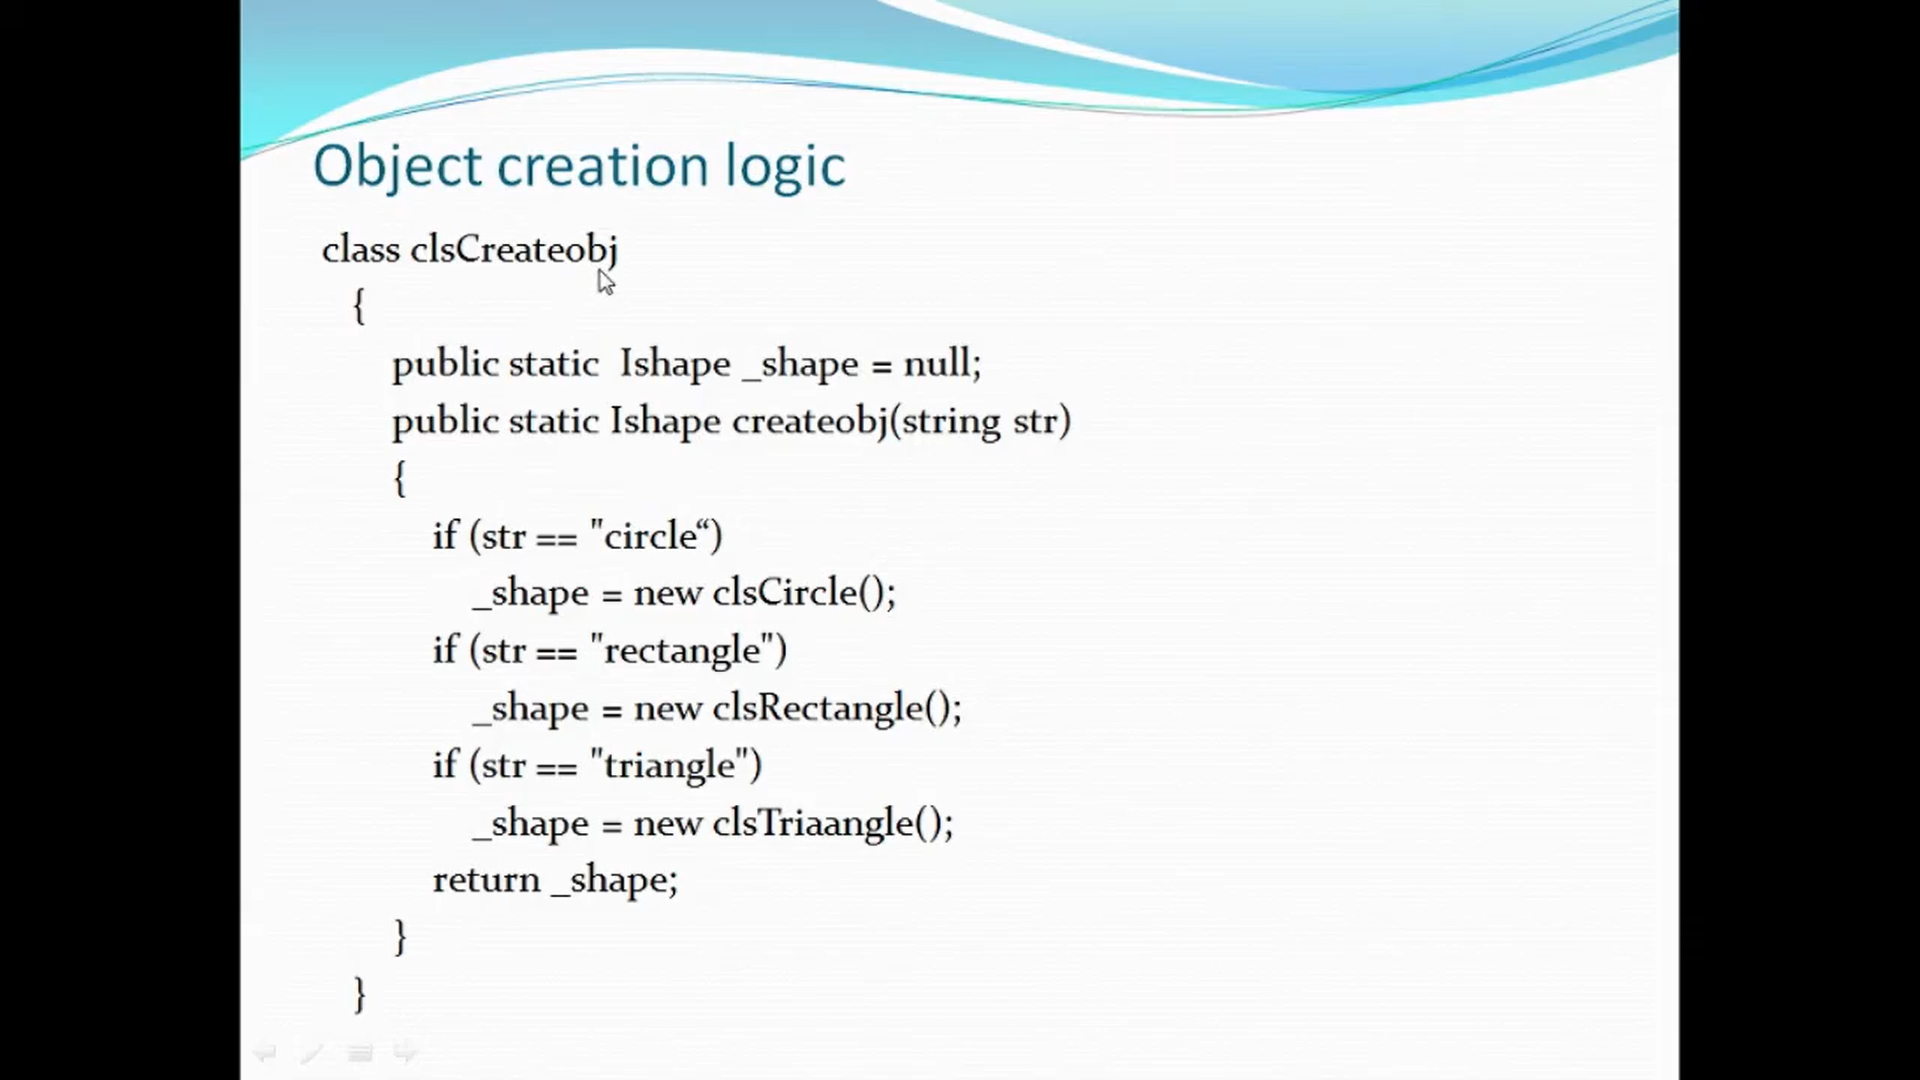 Object creation logic
class clsCreateobj
{
public static  Ishape _shape = null;
public static Ishape createobj(string str)
{
if (str == "circle“)
_shape = new clsCircle();
if (str == "rectangle")
_shape = new clsRectangle();
if (str == "triangle")
_shape = new clsTriaangle();
return _shape;
}
}